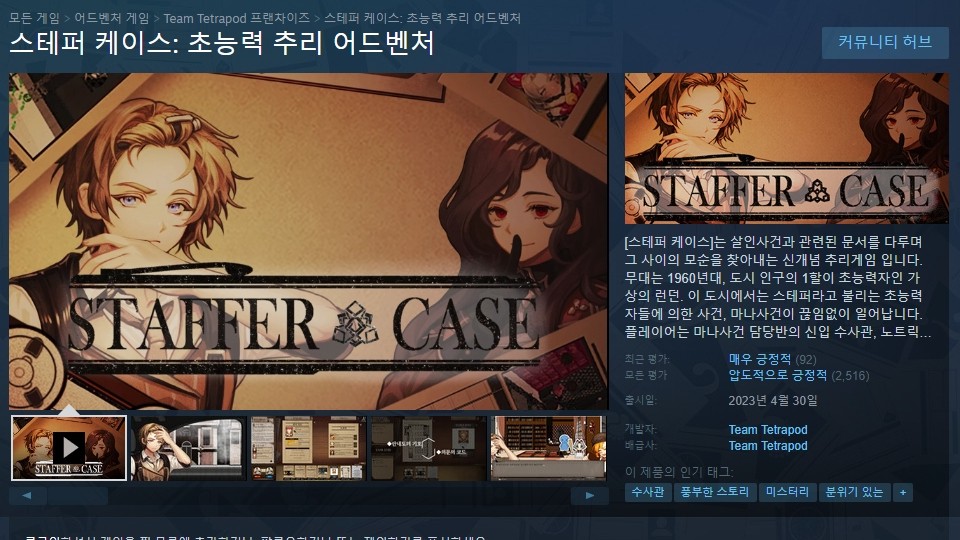 모든 게임 > 어드벤처 게임 > Team Tetrapod 프랜차이즈 > 스테퍼 케이스: 초능력 추리 어드벤처
스테퍼 케이스: 초능력 추리 어드벤처
커뮤니티 허브
STAFFER CASE
STAFFER CASE
[스테퍼 케이스]는 살인사건과 관련된 문서를 다루며
그 사이의 모순을 찾아내는 신개념 추리게임 입니다.
무대는 1960년대, 도시 인구의 1할이 초능력자인 가
상의 런던. 이 도시에서는 스테퍼라고 불리는 초능력
자들에 의한 사건, 마나사건이 끊임없이 일어납니다.
플레이어는 마나사건 담당반의 신입 수사관, 노트릭...
최근 평가:
매우 긍정적 (92)
모든 평가:
압도적으로 긍정적 (2,516)
출시일:
2023년 4월 30일
개발자:
Team Tetrapod
배급사:
Team Tetrapod
STAFFER CASE
이 제품의 인기 태그:
수사관
풍부한 스토리
미스터리
분위기 있는
+